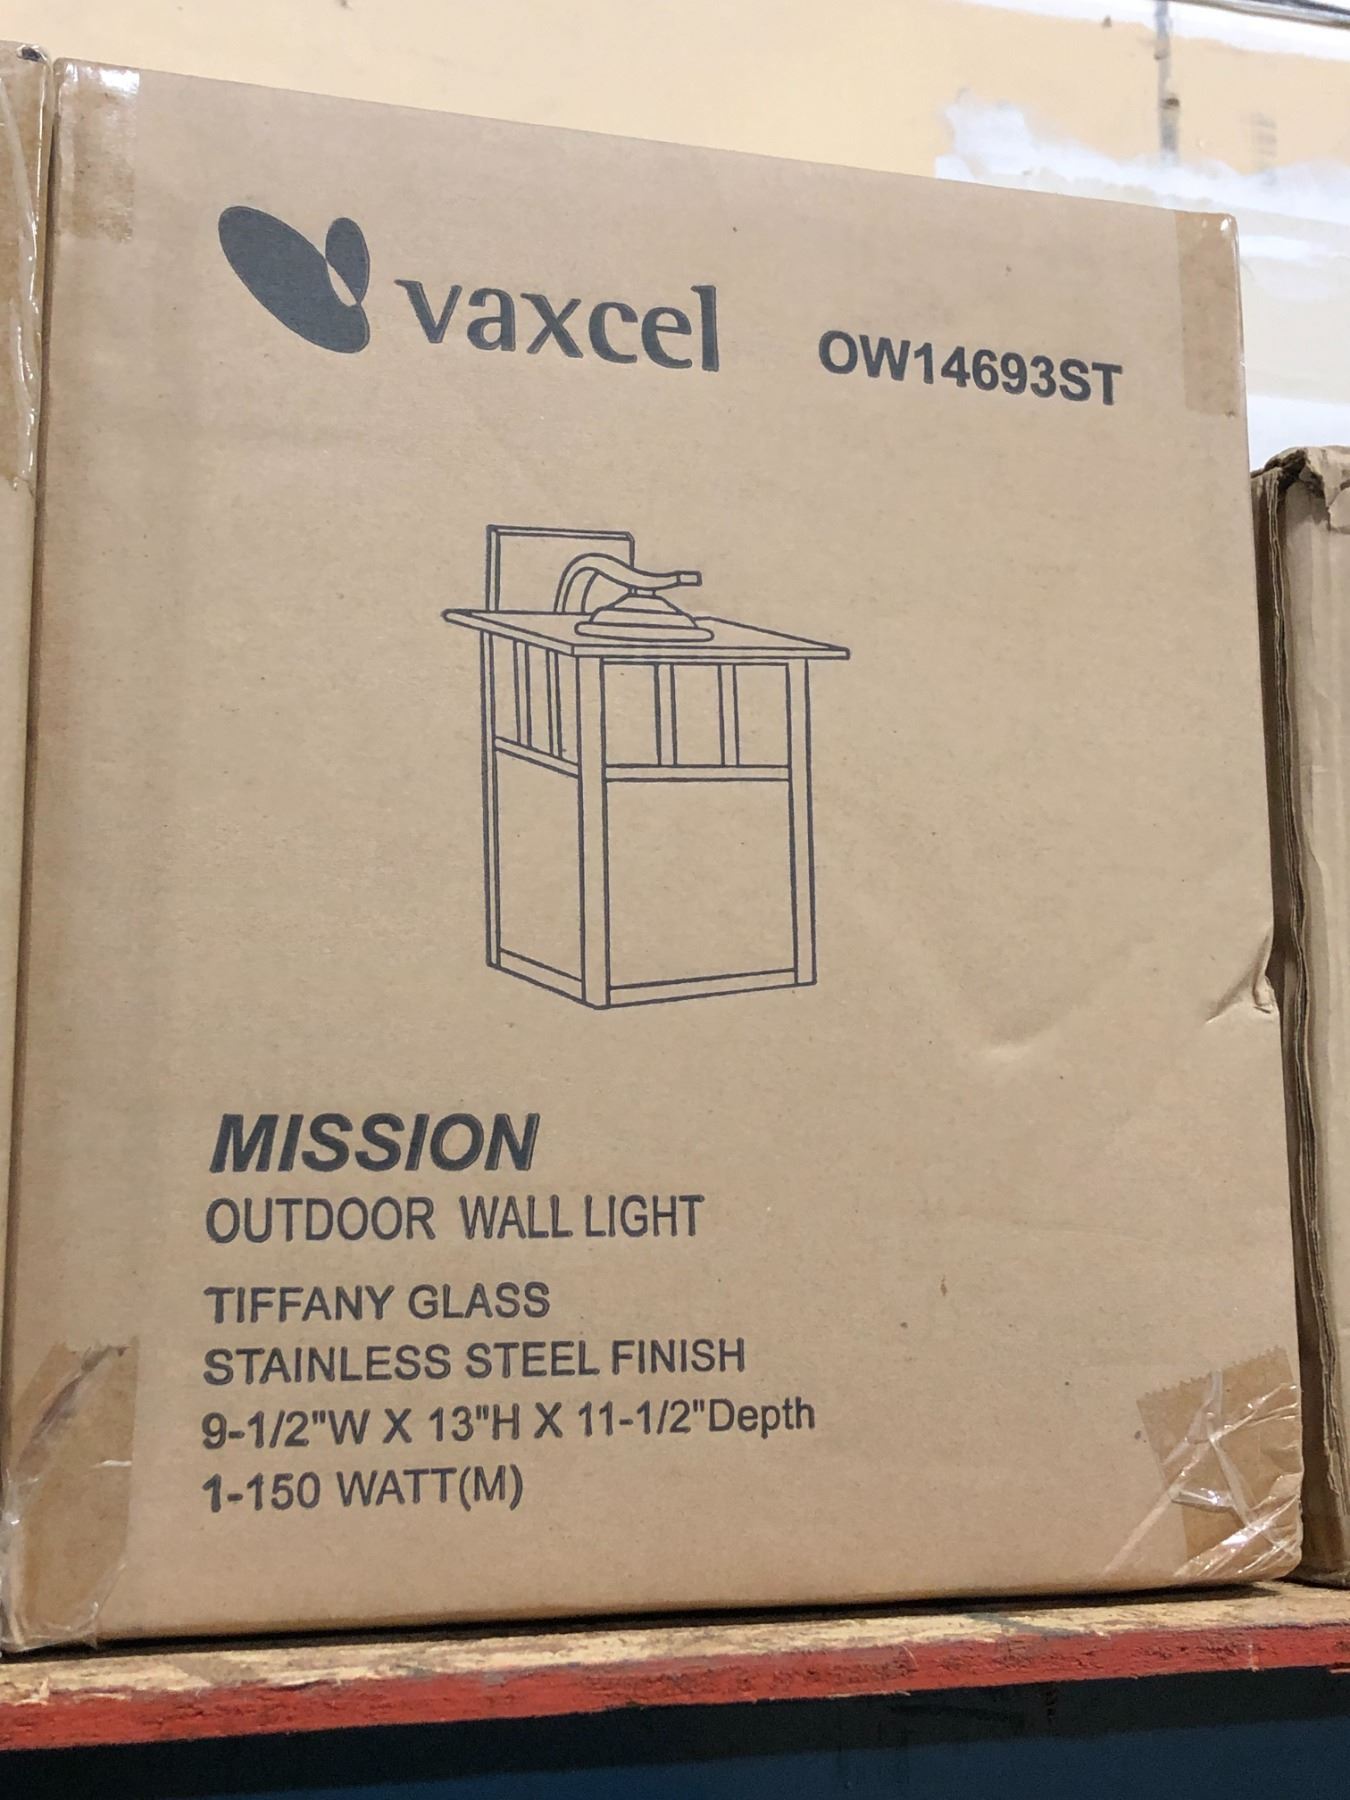 vaxcel OW14693ST
MISSION
OUTDOOR WALL LIGHT
TIFFANY GLASS
STAINLESS STEEL FINISH
9-1/2"W X 13"H X 11-1/2"Depth
1-150 WATT(M)